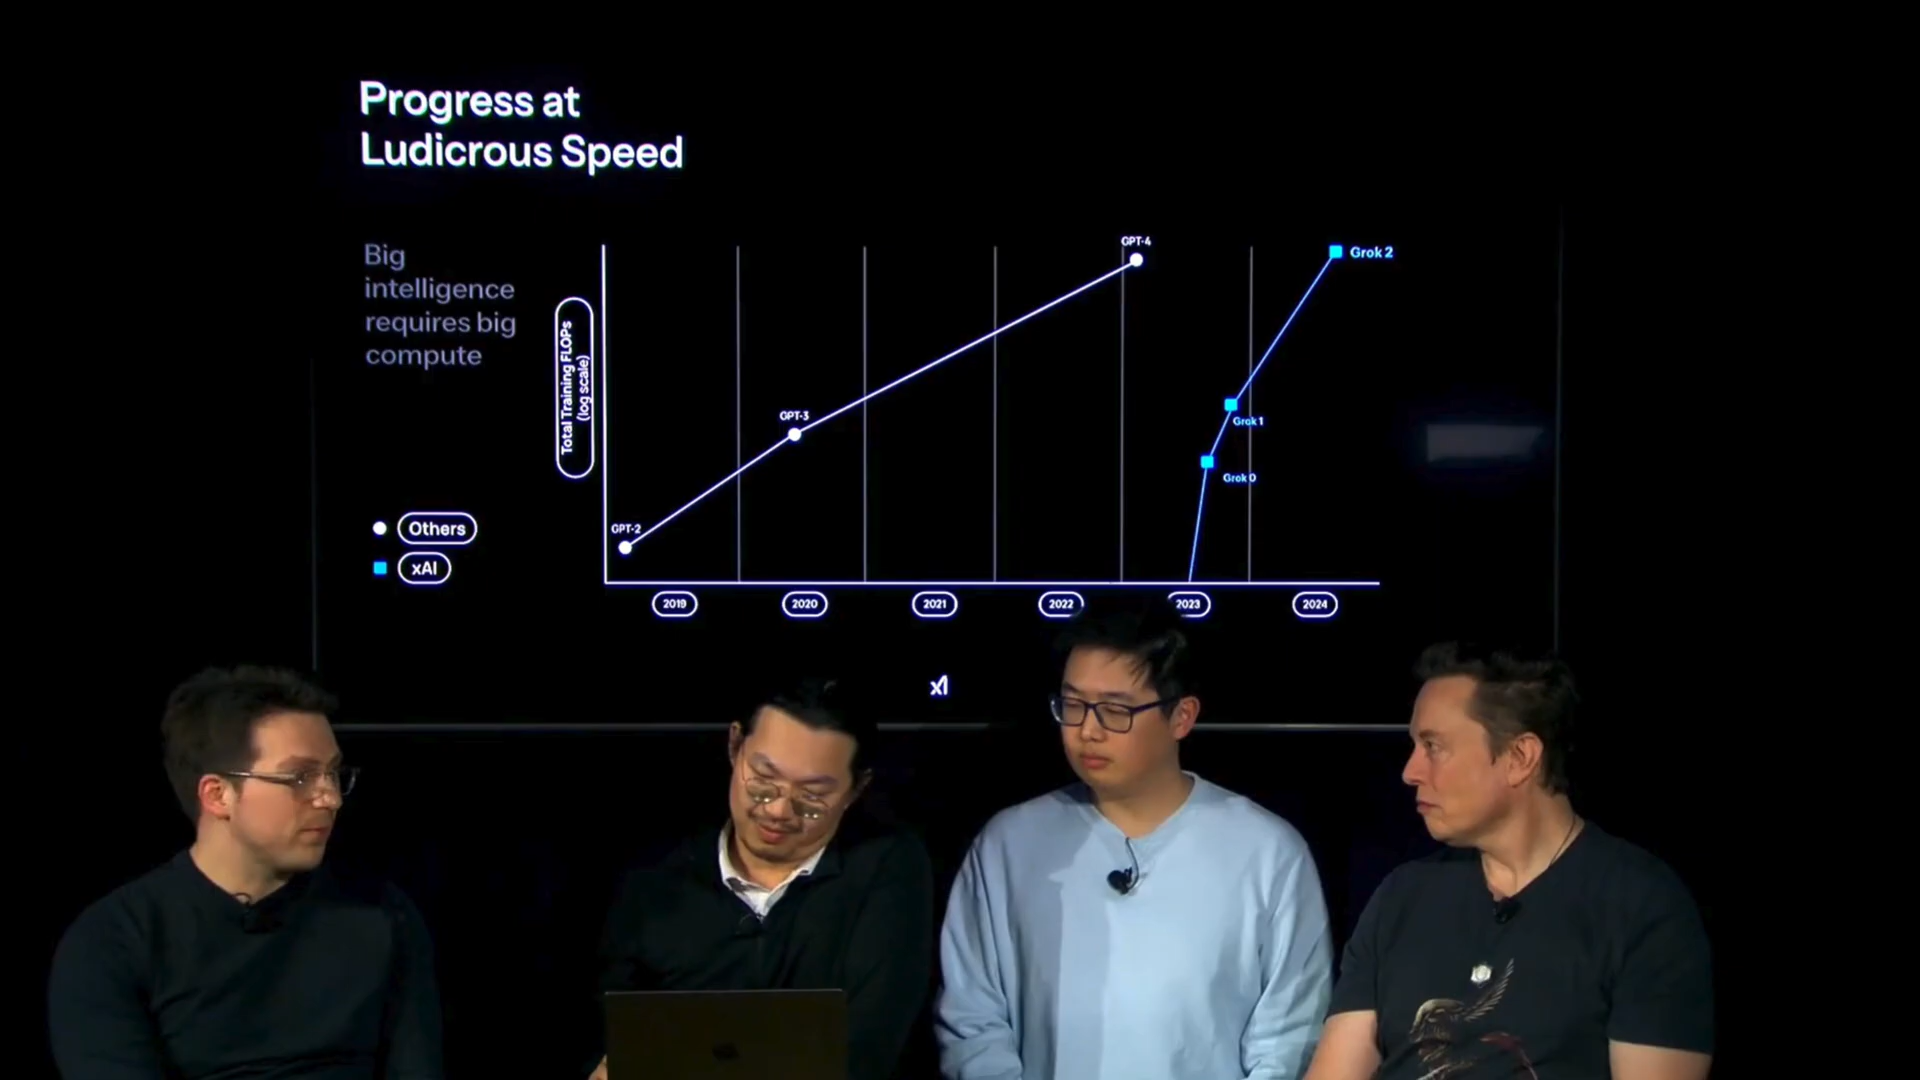 Progress at
Ludicrous Speed
Big
intelligence
requires big
compute
Total Training FLOPs
(log scale)
GPT-4
Grok 2
GPT-3
Grok 1
Grok 0
GPT-2
Others
xAI
2019
2020
2021
2022
2023
2024
xI